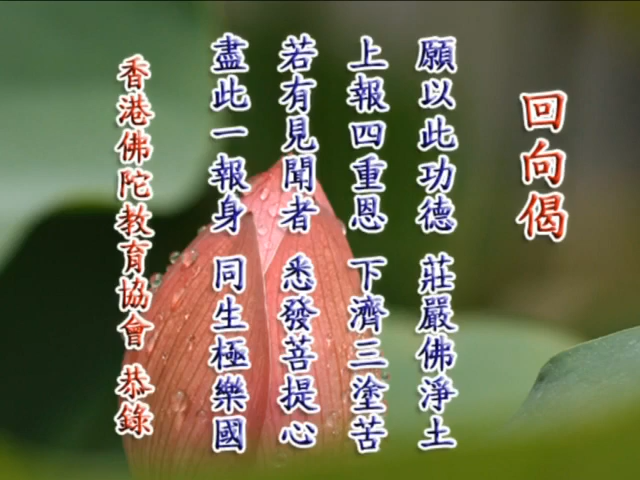 回向偈
願以此功德 莊嚴佛淨土
上報四重恩 下濟三塗苦
若有見聞者 悉發菩提心
盡此一報身 同生極樂國
香港佛陀教育協會 恭錄